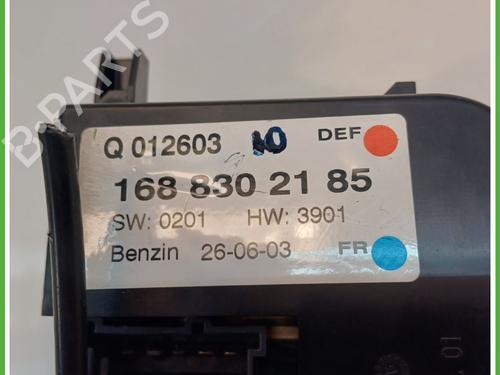 B-PARTS
Q 012603 10 DEF
168 830 21 85
SW: 0201 HW: 3901
Benzin 26-06-03 FR